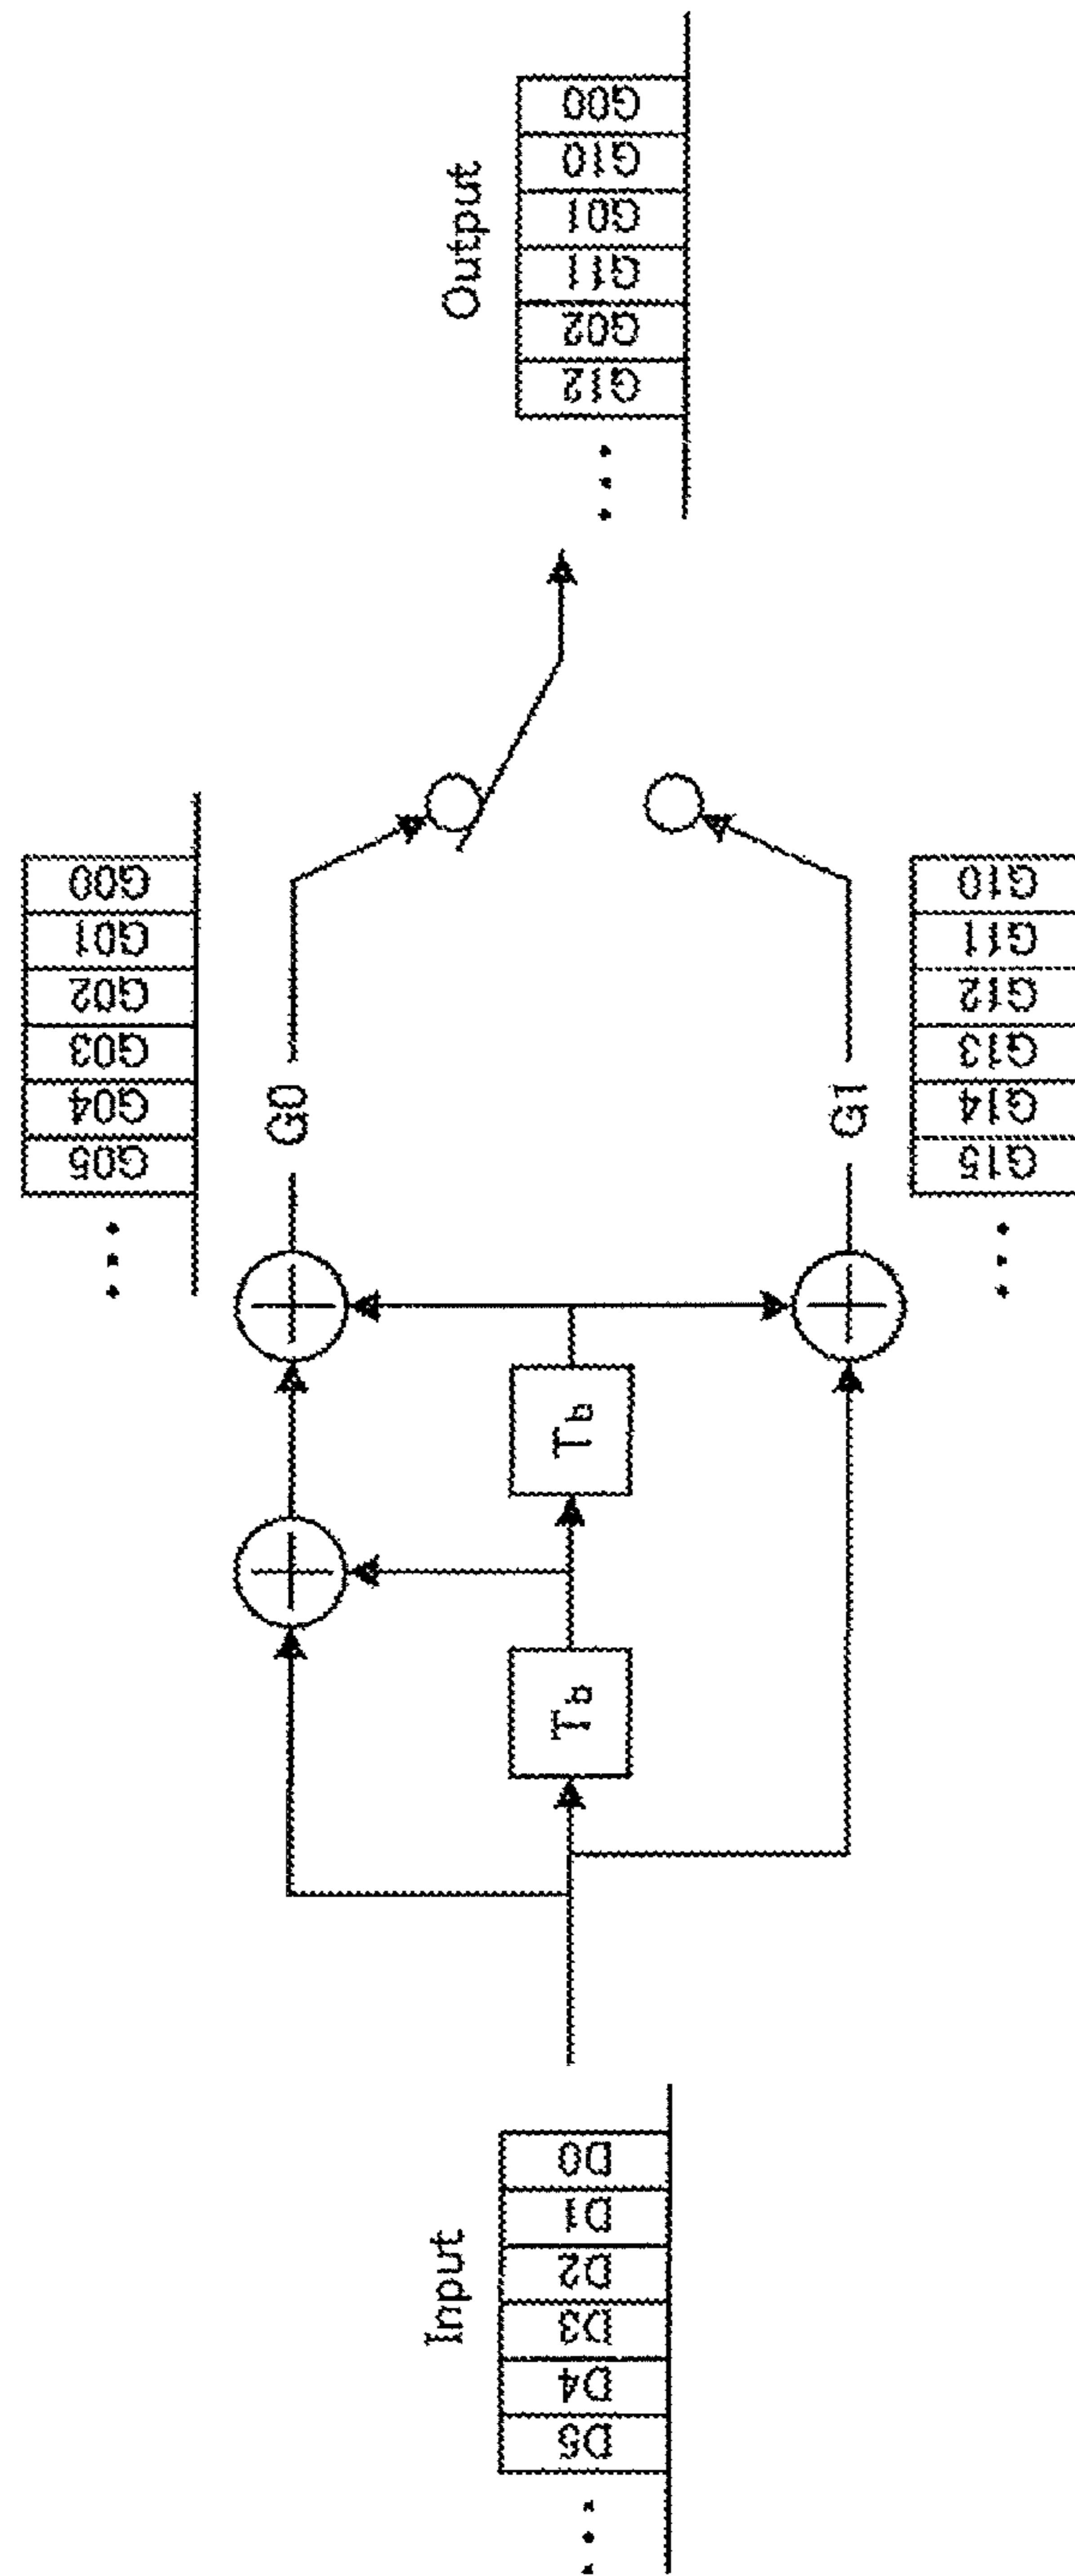 Input
D5 D4 D3 D2 D1 D0
Tb
Tb
G0
G05 G04 G03 G02 G01 G00
G1
G15 G14 G13 G12 G11 G10
Output
G12 G02 G11 G01 G10 G00